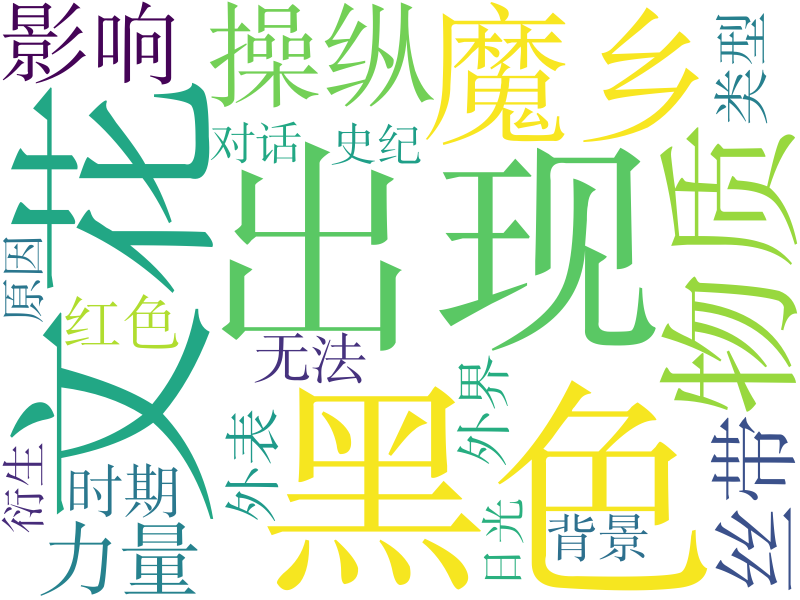 影响
操纵
魔乡
类型
文化
对话
史纪
出现
物质
原因
红色
无法
外界
外表
黑色
丝带
衍生
时期
力量
日光
背景